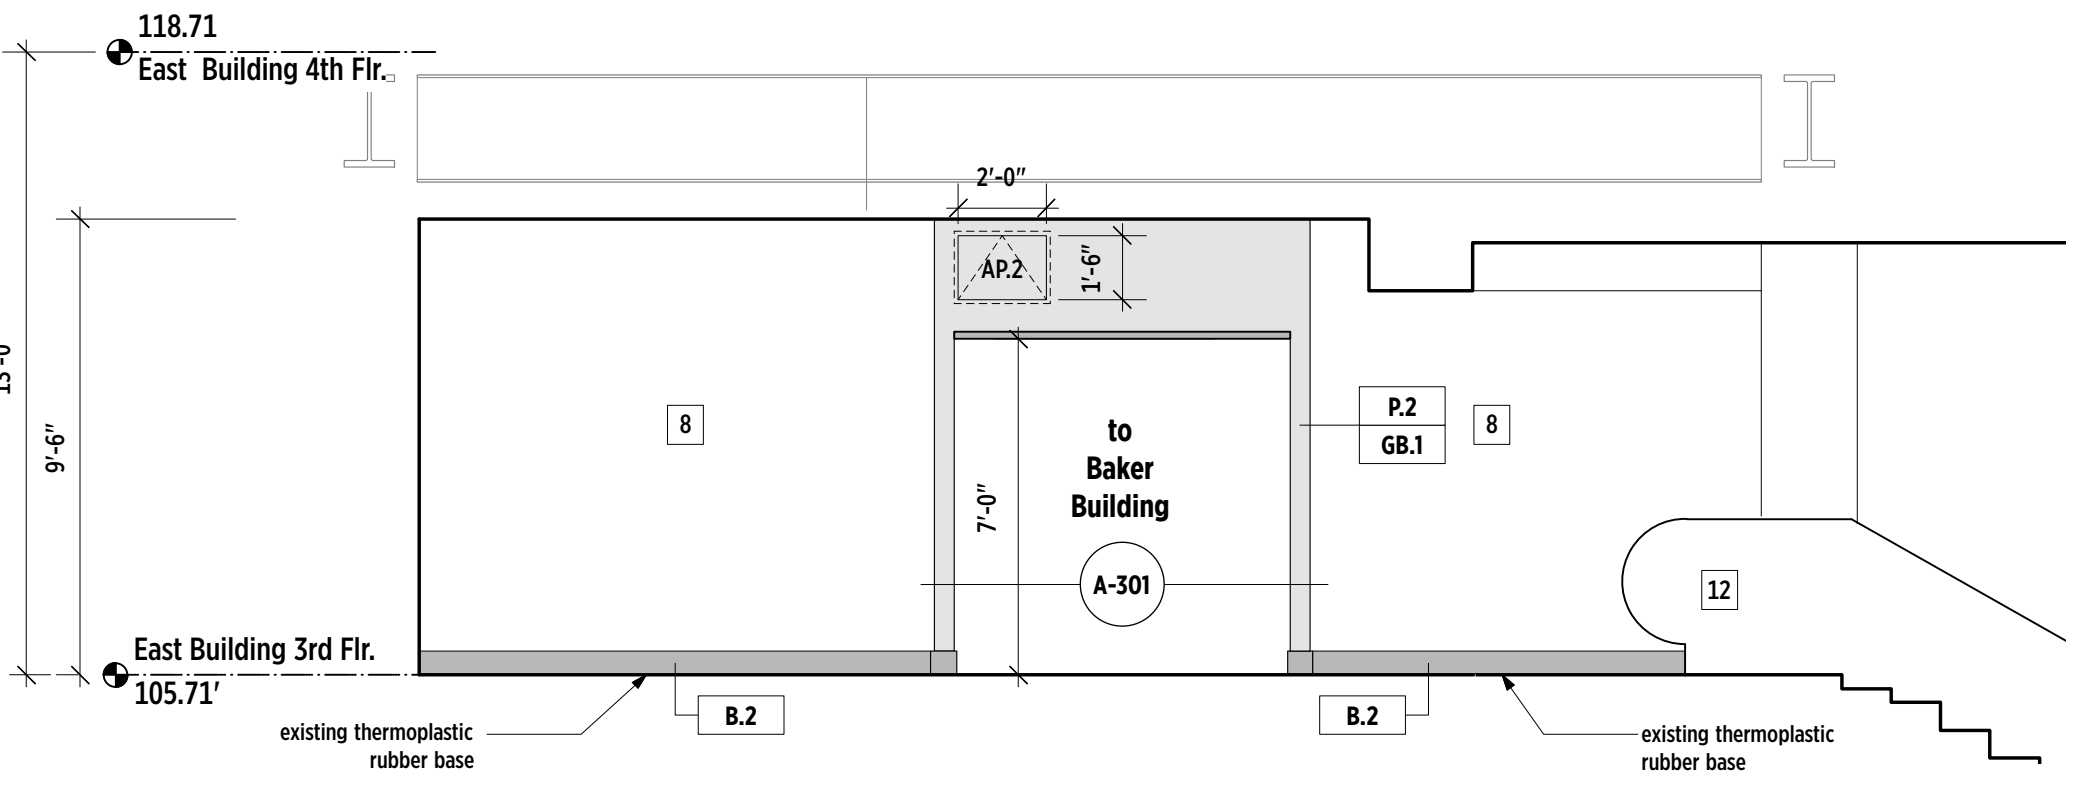 118.71
East Building 4th Flr.
2'-0"
AP.2
1'-6"
13'-0
9'-6"
8
to
Baker
Building
7'-0"
P.2
GB.1
8
A-301
12
East Building 3rd Flr.
105.71'
B.2
B.2
existing thermoplastic
rubber base
existing thermoplastic
rubber base